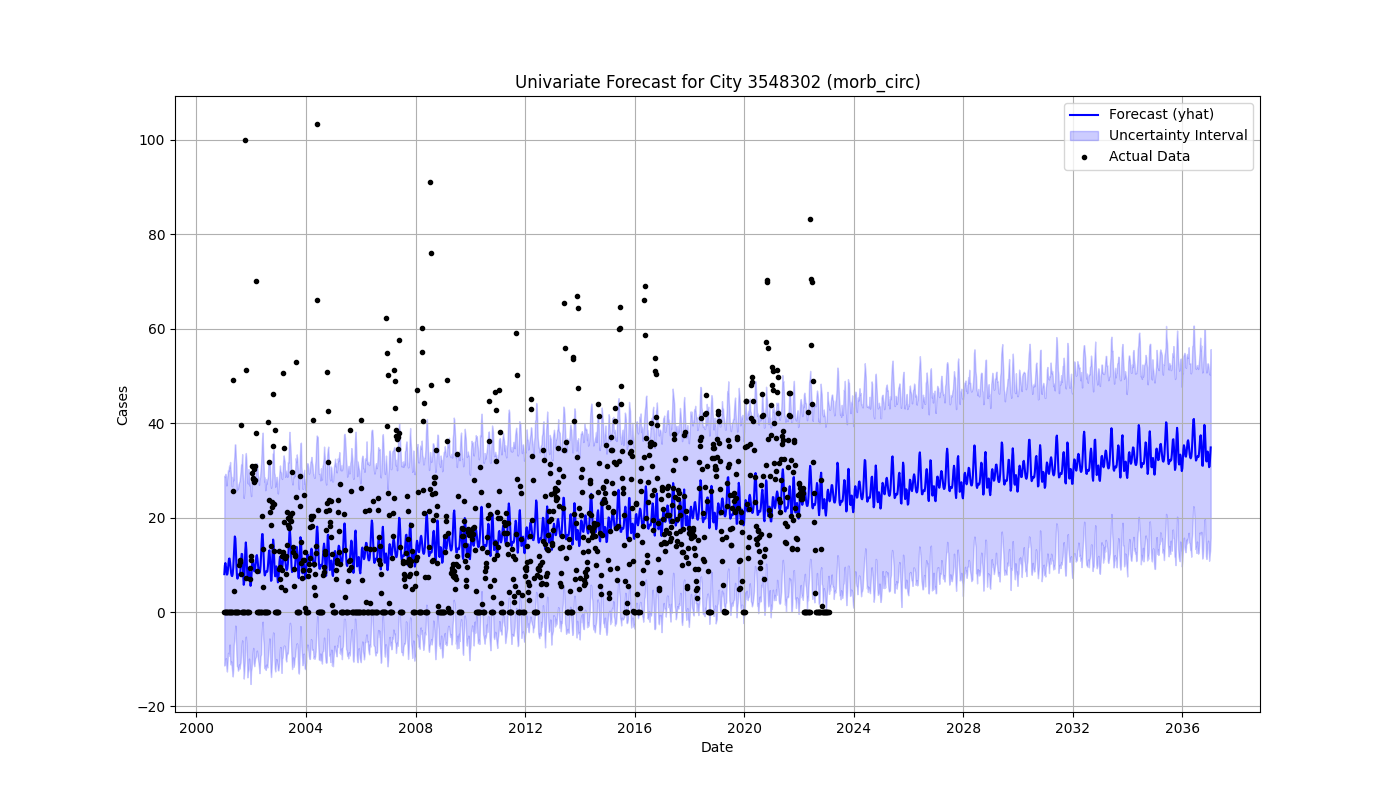 Univariate Forecast for City 3548302 (morb_circ)
Forecast (yhat)
Uncertainty Interval
Actual Data
100
80
60
40
20
0
−20
Cases
2000 2004 2008 2012 2016 2020 2024 2028 2032 2036
Date